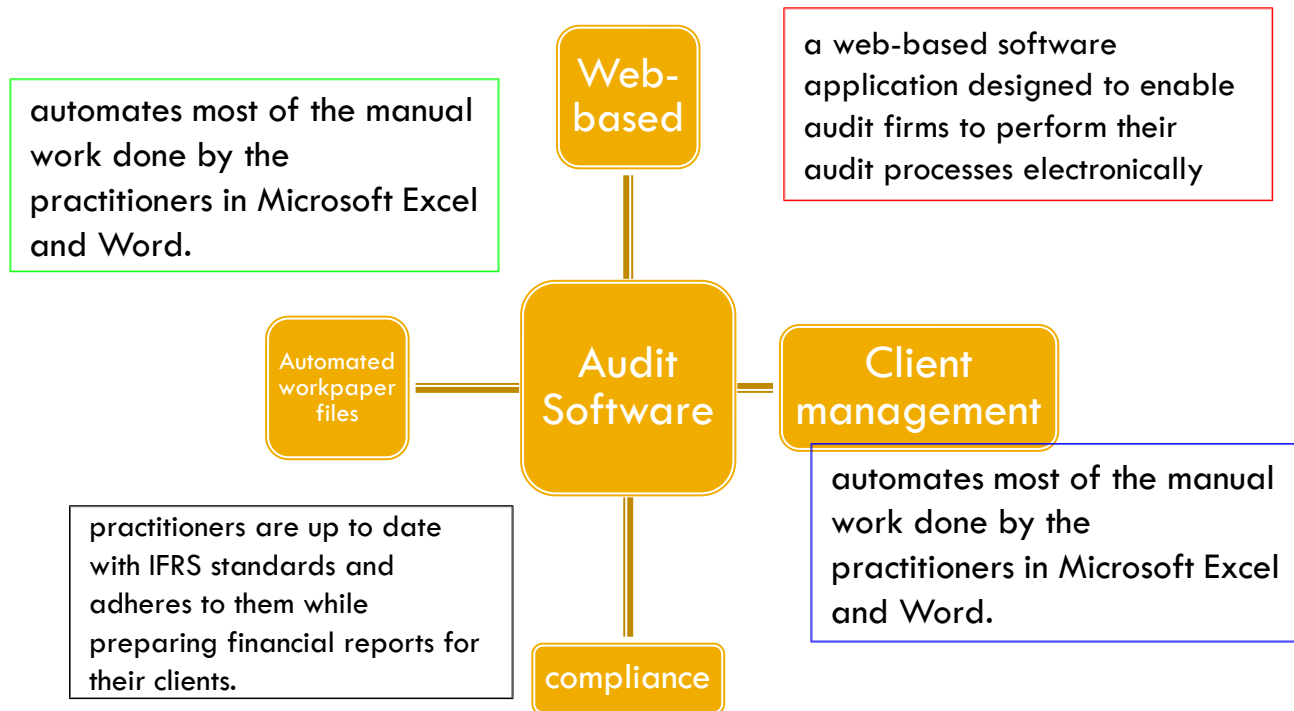 Web-
based
a web-based software
application designed to enable
audit firms to perform their
audit processes electronically
automates most of the manual
work done by the
practitioners in Microsoft Excel
and Word.
Automated
workpaper
files
Audit
Software
Client
management
automates most of the manual
work done by the
practitioners in Microsoft Excel
and Word.
practitioners are up to date
with IFRS standards and
adheres to them while
preparing financial reports for
their clients.
compliance